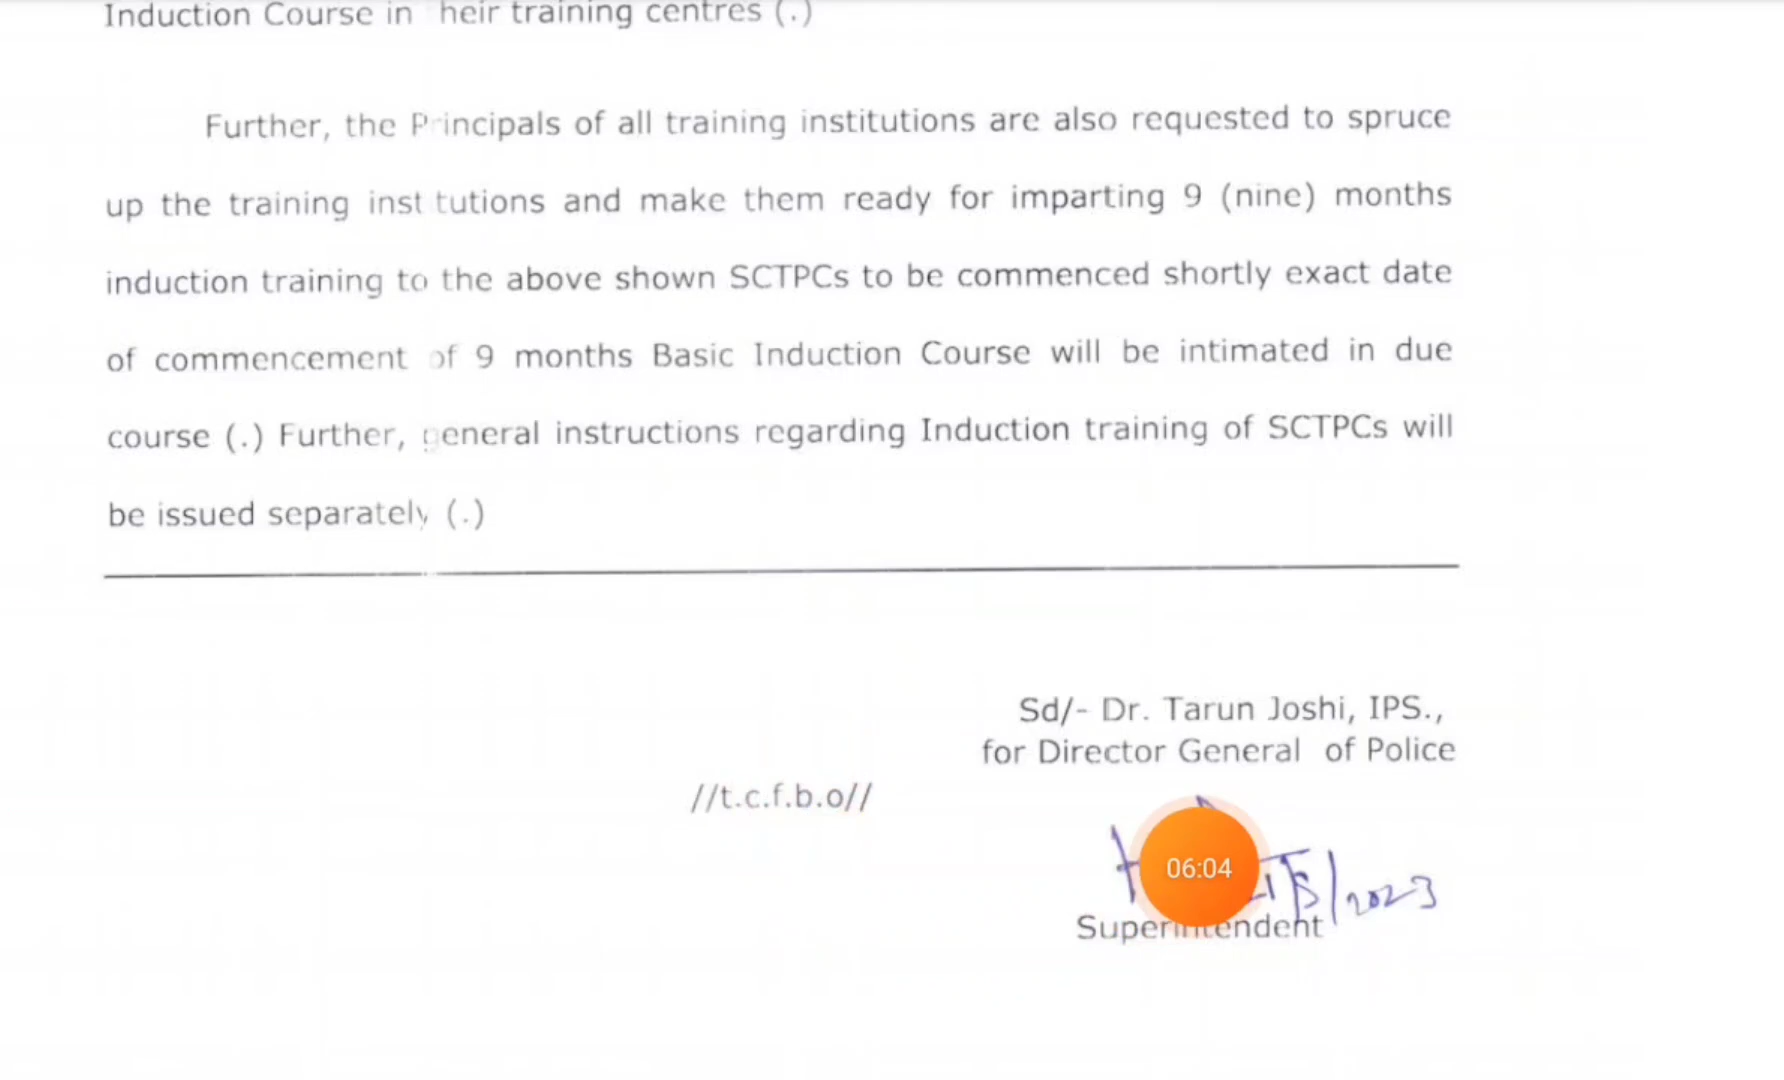 Induction Course in heir training centres (.)
Further, the Principals of all training institutions are also requested to spruce
up the training inst tutions and make them ready for imparting 9 (nine) months
induction training to the above shown SCTPCs to be commenced shortly exact date
of commencement of 9 months Basic Induction Course will be intimated in due
course (.) Further, general instructions regarding Induction training of SCTPCs will
be issued separately (.)
Sd/- Dr. Tarun Joshi, IPS.,
for Director General of Police
//t.c.f.b.o//
06:04
/2023
Superintendent